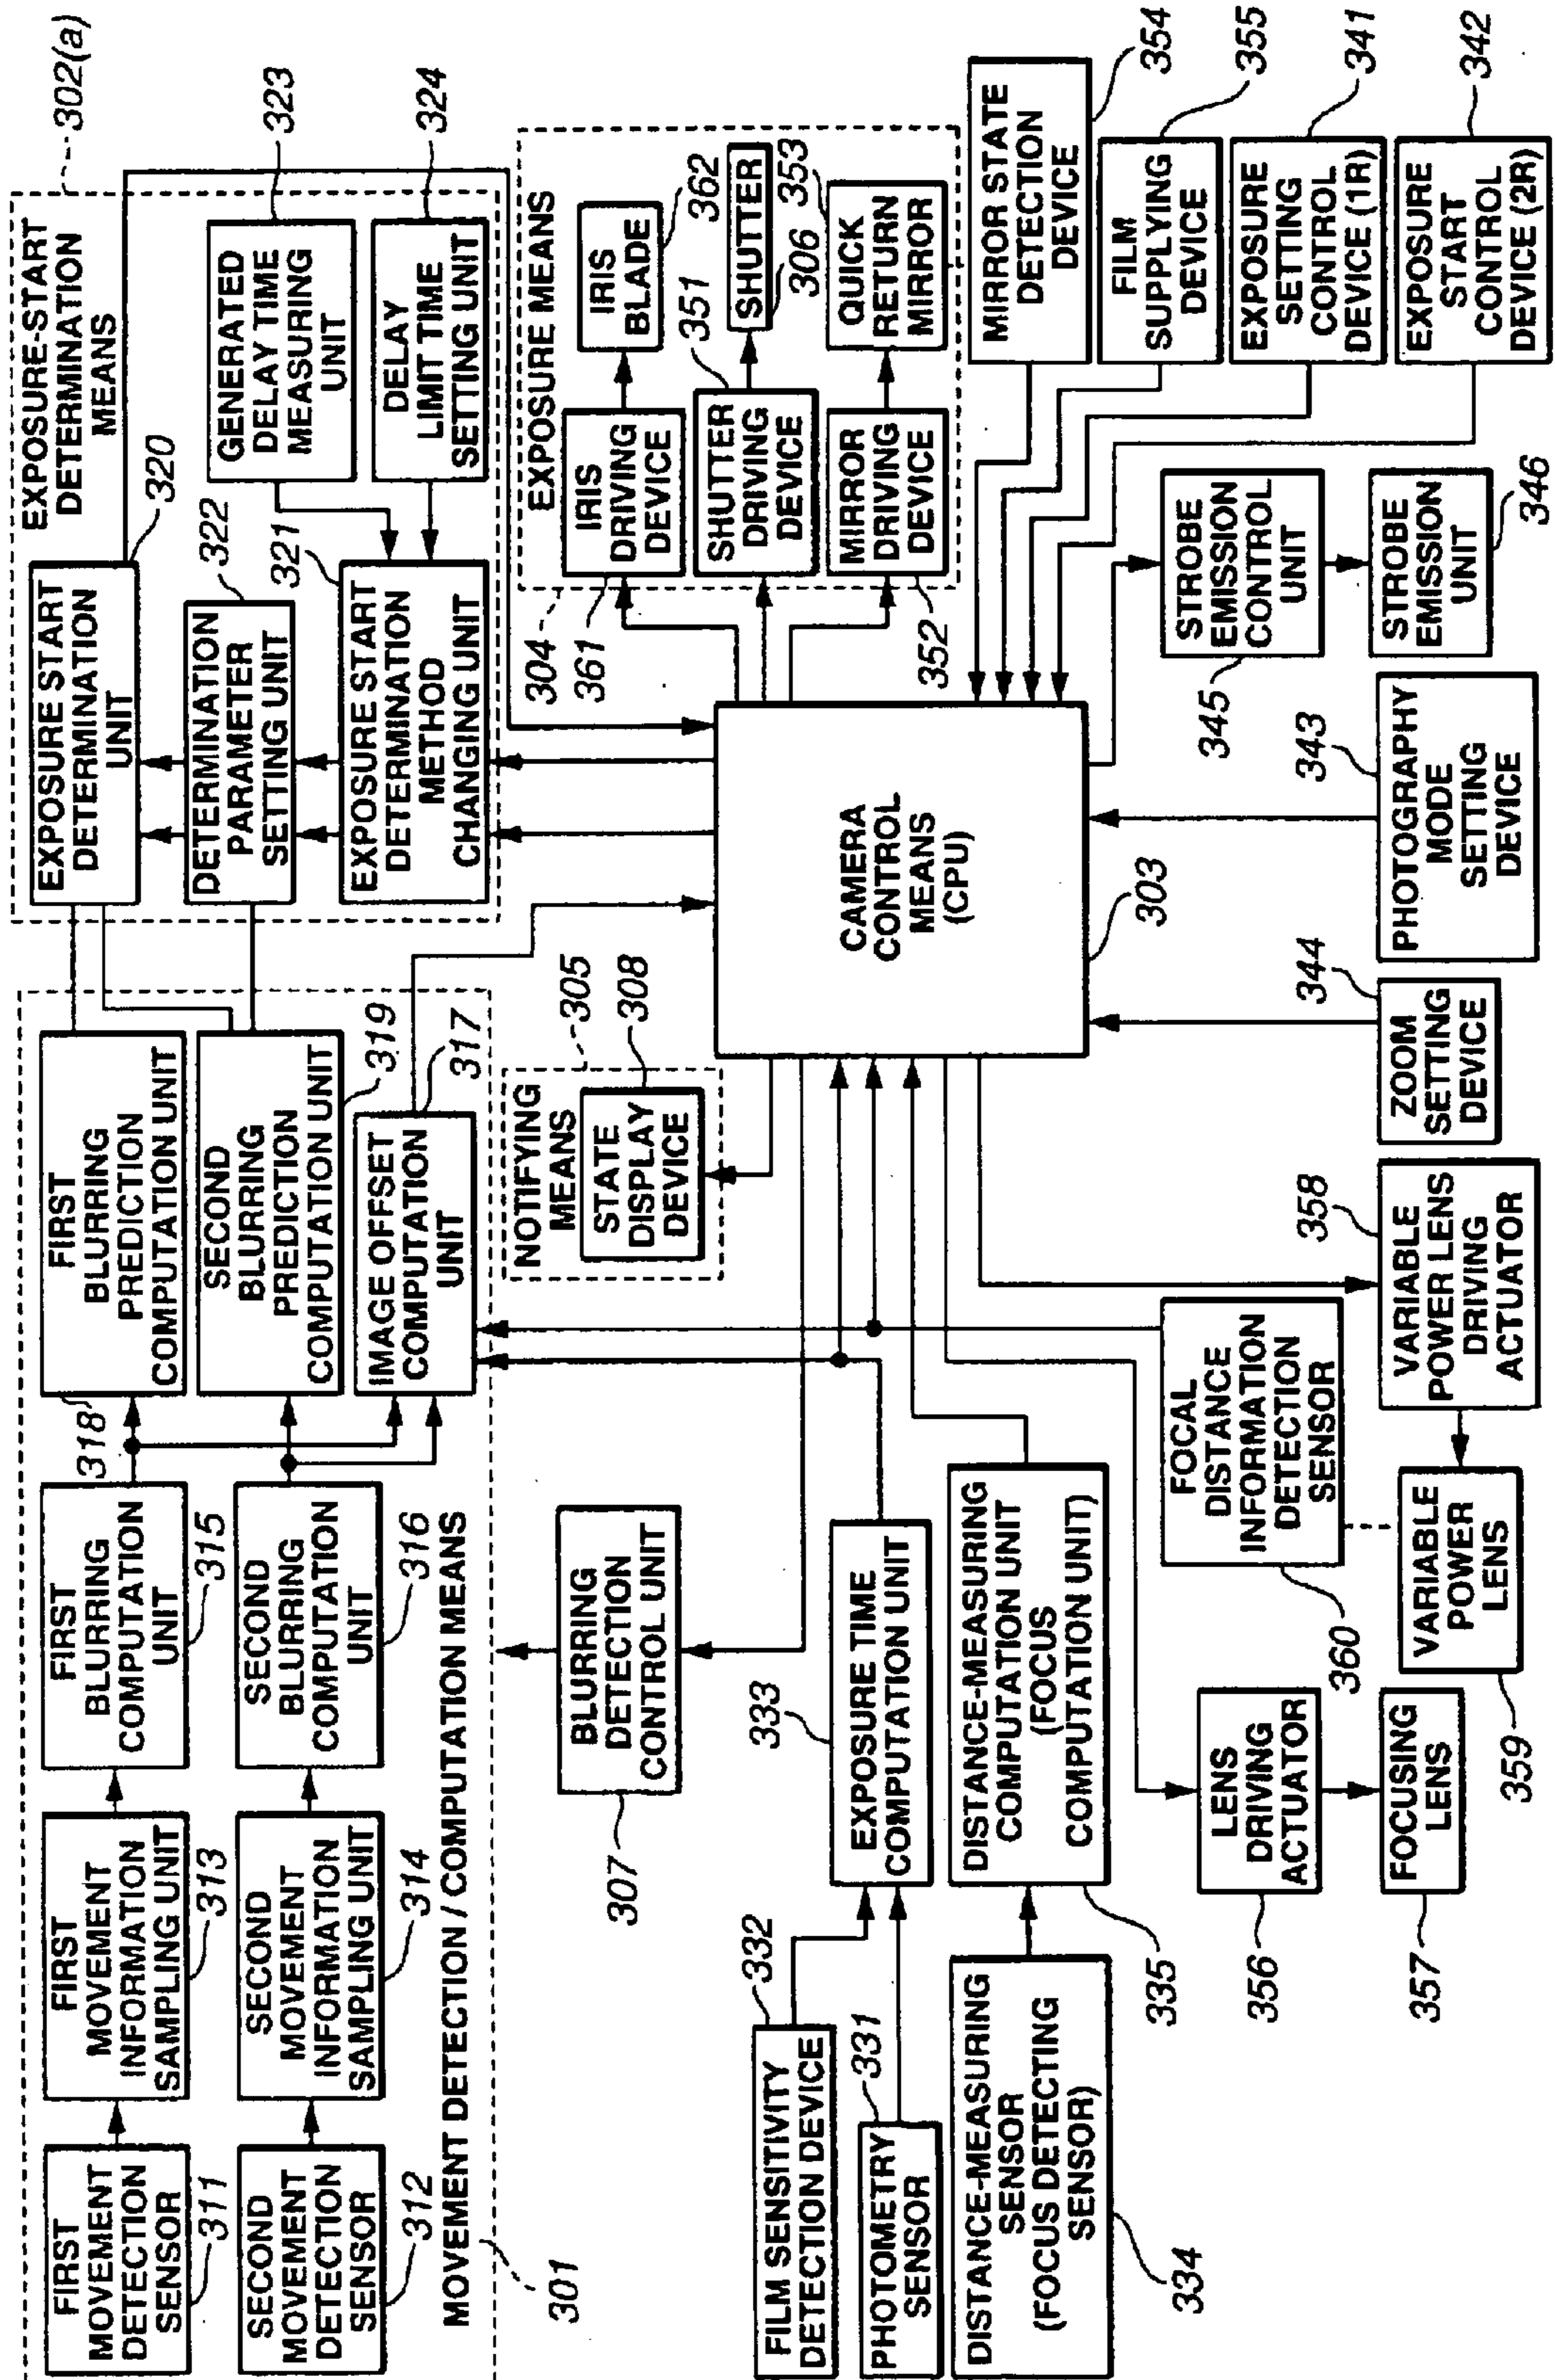 FIRST
MOVEMENT
DETECTION
SENSOR
311
FIRST
MOVEMENT
INFORMATION
SAMPLING UNIT
313
FIRST
BLURRING
COMPUTATION
UNIT
315
318
FIRST
BLURRING
PREDICTION
COMPUTATION UNIT
SECOND
MOVEMENT
DETECTION
SENSOR
312
SECOND
MOVEMENT
INFORMATION
SAMPLING UNIT
314
SECOND
BLURRING
COMPUTATION
UNIT
316
SECOND
BLURRING
PREDICTION
COMPUTATION UNIT
319
IMAGE OFFSET
COMPUTATION
UNIT
317
MOVEMENT DETECTION / COMPUTATION MEANS
301
EXPOSURE-START
DETERMINATION
MEANS
302(a)
EXPOSURE START
DETERMINATION
UNIT
320
DETERMINATION
PARAMETER
SETTING UNIT
322
EXPOSURE START
DETERMINATION
METHOD
CHANGING UNIT
321
GENERATED
DELAY TIME
MEASURING
UNIT
323
DELAY
LIMIT TIME
SETTING UNIT
324
BLURRING
DETECTION
CONTROL UNIT
307
NOTIFYING
MEANS
305
STATE
DISPLAY
DEVICE
308
304
EXPOSURE MEANS
IRIS
DRIVING
DEVICE
361
IRIS
BLADE
362
SHUTTER
DRIVING
DEVICE
351
SHUTTER
306
MIRROR
DRIVING
DEVICE
352
QUICK
RETURN
MIRROR
353
FILM SENSITIVITY
DETECTION DEVICE
332
PHOTOMETRY
SENSOR
331
EXPOSURE TIME
COMPUTATION UNIT
333
DISTANCE-MEASURING
SENSOR
(FOCUS DETECTING
SENSOR)
334
DISTANCE-MEASURING
COMPUTATION UNIT
(FOCUS
COMPUTATION UNIT)
335
CAMERA
CONTROL
MEANS
(CPU)
303
MIRROR STATE
DETECTION
DEVICE
354
FILM
SUPPLYING
DEVICE
355
EXPOSURE
SETTING
CONTROL
DEVICE (1R)
341
EXPOSURE
START
CONTROL
DEVICE (2R)
342
LENS
DRIVING
ACTUATOR
356
FOCUSING
LENS
357
FOCAL
DISTANCE
INFORMATION
DETECTION
SENSOR
360
VARIABLE
POWER
LENS
359
VARIABLE
POWER LENS
DRIVING
ACTUATOR
358
ZOOM
SETTING
DEVICE
344
PHOTOGRAPHY
MODE
SETTING
DEVICE
343
STROBE
EMISSION
CONTROL
UNIT
345
STROBE
EMISSION
UNIT
346